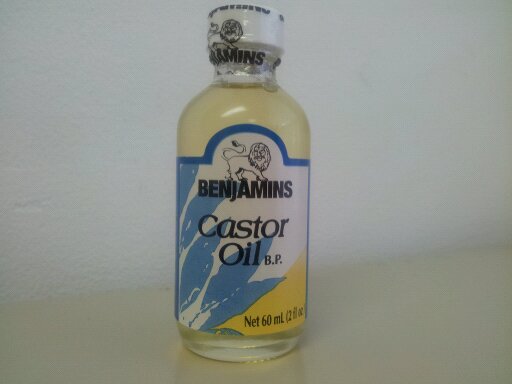 BENJAMINS
Castor
Oil B.P.
Net 60 mL (2 fl oz